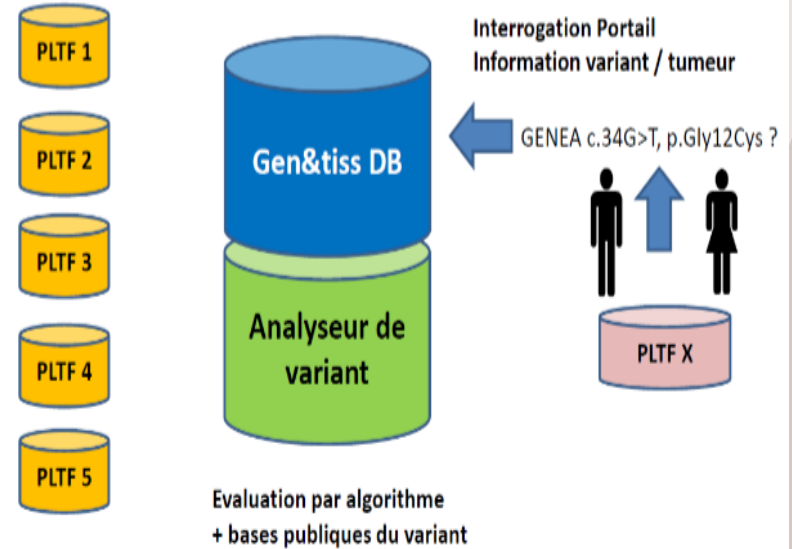 PLTF 1
PLTF 2
PLTF 3
PLTF 4
PLTF 5
Gen&tiss DB
Analyseur de
variant
Evaluation par algorithme
+ bases publiques du variant
Interrogation Portail
Information variant / tumeur
GENEA c.34G>T, p.Gly12Cys ?
PLTF X